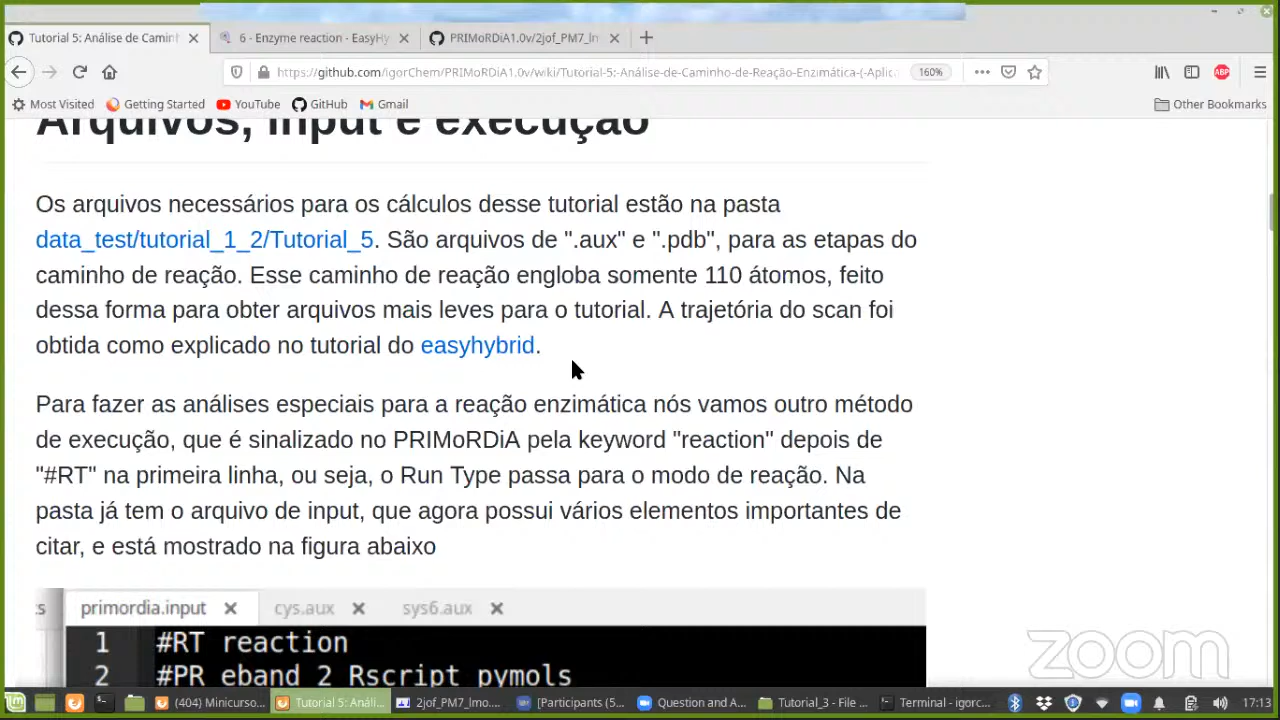 Tutorial 5: Análise de Camin
6 - Enzyme reaction - EasyHy
PRIMoRDiA1.0v/2jof_PM7_lm
https://github.com/igorChem/PRIMoRDiA1.0v/wiki/Tutorial-5:-Análise-de-Caminho-de-Reação-Enzimática-(-Aplic
160%
ABP
Most Visited
Getting Started
YouTube
GitHub
Gmail
Other Bookmarks
Arquivos, input e execução
Os arquivos necessários para os cálculos desse tutorial estão na pasta
data_test/tutorial_1_2/Tutorial_5. São arquivos de ".aux" e ".pdb", para as etapas do
caminho de reação. Esse caminho de reação engloba somente 110 átomos, feito
dessa forma para obter arquivos mais leves para o tutorial. A trajetória do scan foi
obtida como explicado no tutorial do easyhybrid.
Para fazer as análises especiais para a reação enzimática nós vamos outro método
de execução, que é sinalizado no PRIMoRDiA pela keyword "reaction" depois de
"#RT" na primeira linha, ou seja, o Run Type passa para o modo de reação. Na
pasta já tem o arquivo de input, que agora possui vários elementos importantes de
citar, e está mostrado na figura abaixo
s primordia.input cys.aux sys6.aux
1 #RT reaction
2 #PR eband 2 Rscript pymols
zoom
(404) Minicurso...
Tutorial 5: Análi...
2jof_PM7_lmo...
[Participants (5...
Question and A...
Tutorial_3 - File ...
Terminal - igorc...
17:13